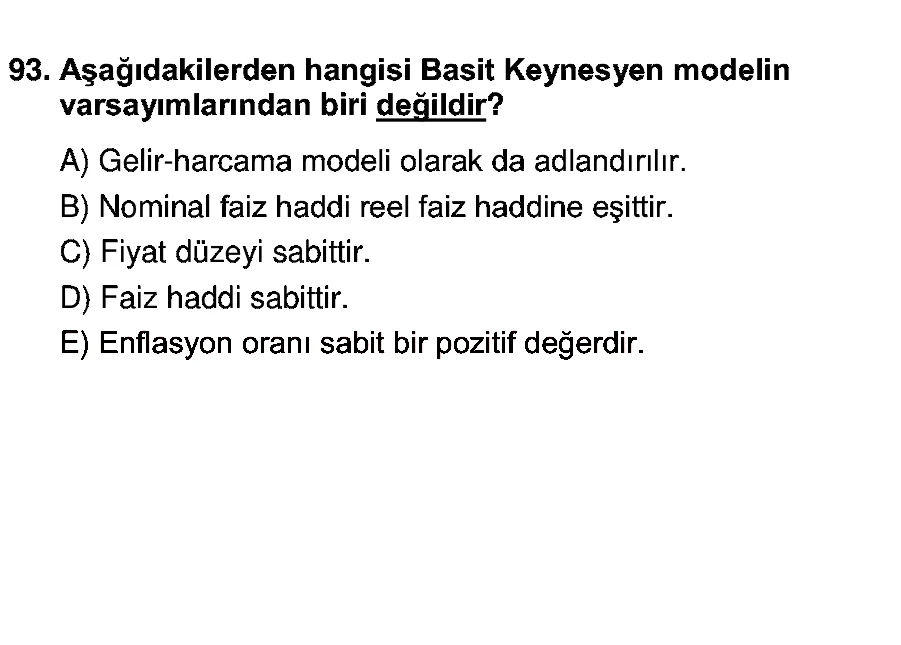 93. Aşağıdakilerden hangisi Basit Keynesyen modelin
varsayımlarından biri değildir?
A) Gelir-harcama modeli olarak da adlandırılır.
B) Nominal faiz haddi reel faiz haddine eşittir.
C) Fiyat düzeyi sabittir.
D) Faiz haddi sabittir.
E) Enflasyon oranı sabit bir pozitif değerdir.